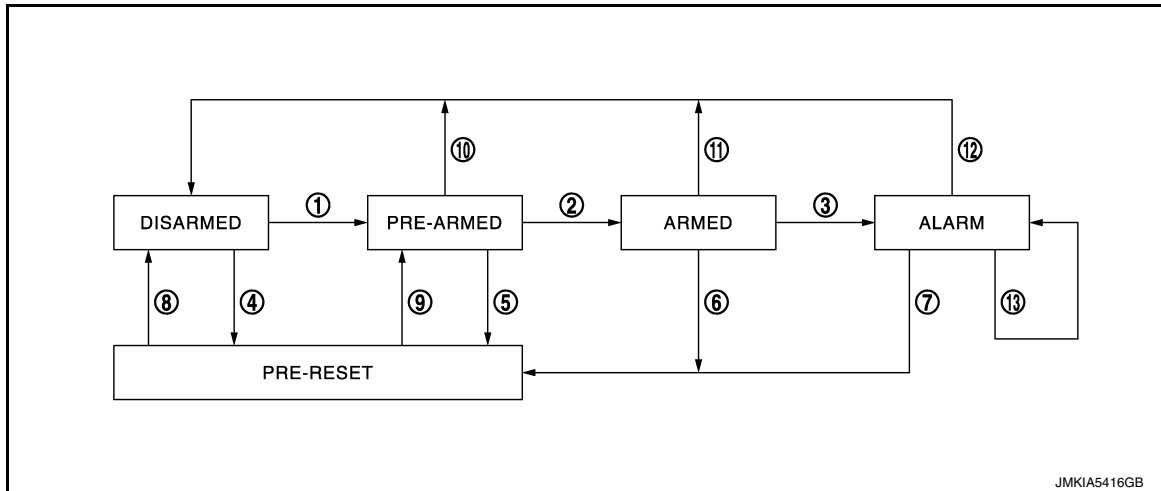 ⑩ ⑪ ⑫
DISARMED ① PRE-ARMED ② ARMED ③ ALARM
⑧ ④ ⑨ ⑤ ⑥ ⑦ ⑬
PRE-RESET
JMKIA5416GB